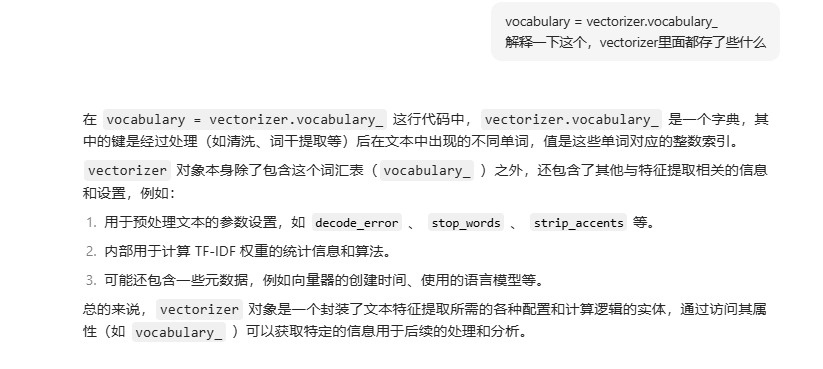 vocabulary = vectorizer.vocabulary_
解释一下这个，vectorizer里面都存了些什么
在 vocabulary = vectorizer.vocabulary_ 这行代码中， vectorizer.vocabulary_ 是一个字典，其
中的键是经过处理（如清洗、词干提取等）后在文本中出现的不同单词，值是这些单词对应的整数索引。
vectorizer 对象本身除了包含这个词汇表（ vocabulary_ ）之外，还包含了其他与特征提取相关的信息
和设置，例如：
1. 用于预处理文本的参数设置，如 decode_error 、 stop_words 、 strip_accents 等。
2. 内部用于计算 TF-IDF 权重的统计信息和算法。
3. 可能还包含一些元数据，例如向量器的创建时间、使用的语言模型等。
总的来说， vectorizer 对象是一个封装了文本特征提取所需的各种配置和计算逻辑的实体，通过访问其属
性（如 vocabulary_ ）可以获取特定的信息用于后续的处理和分析。